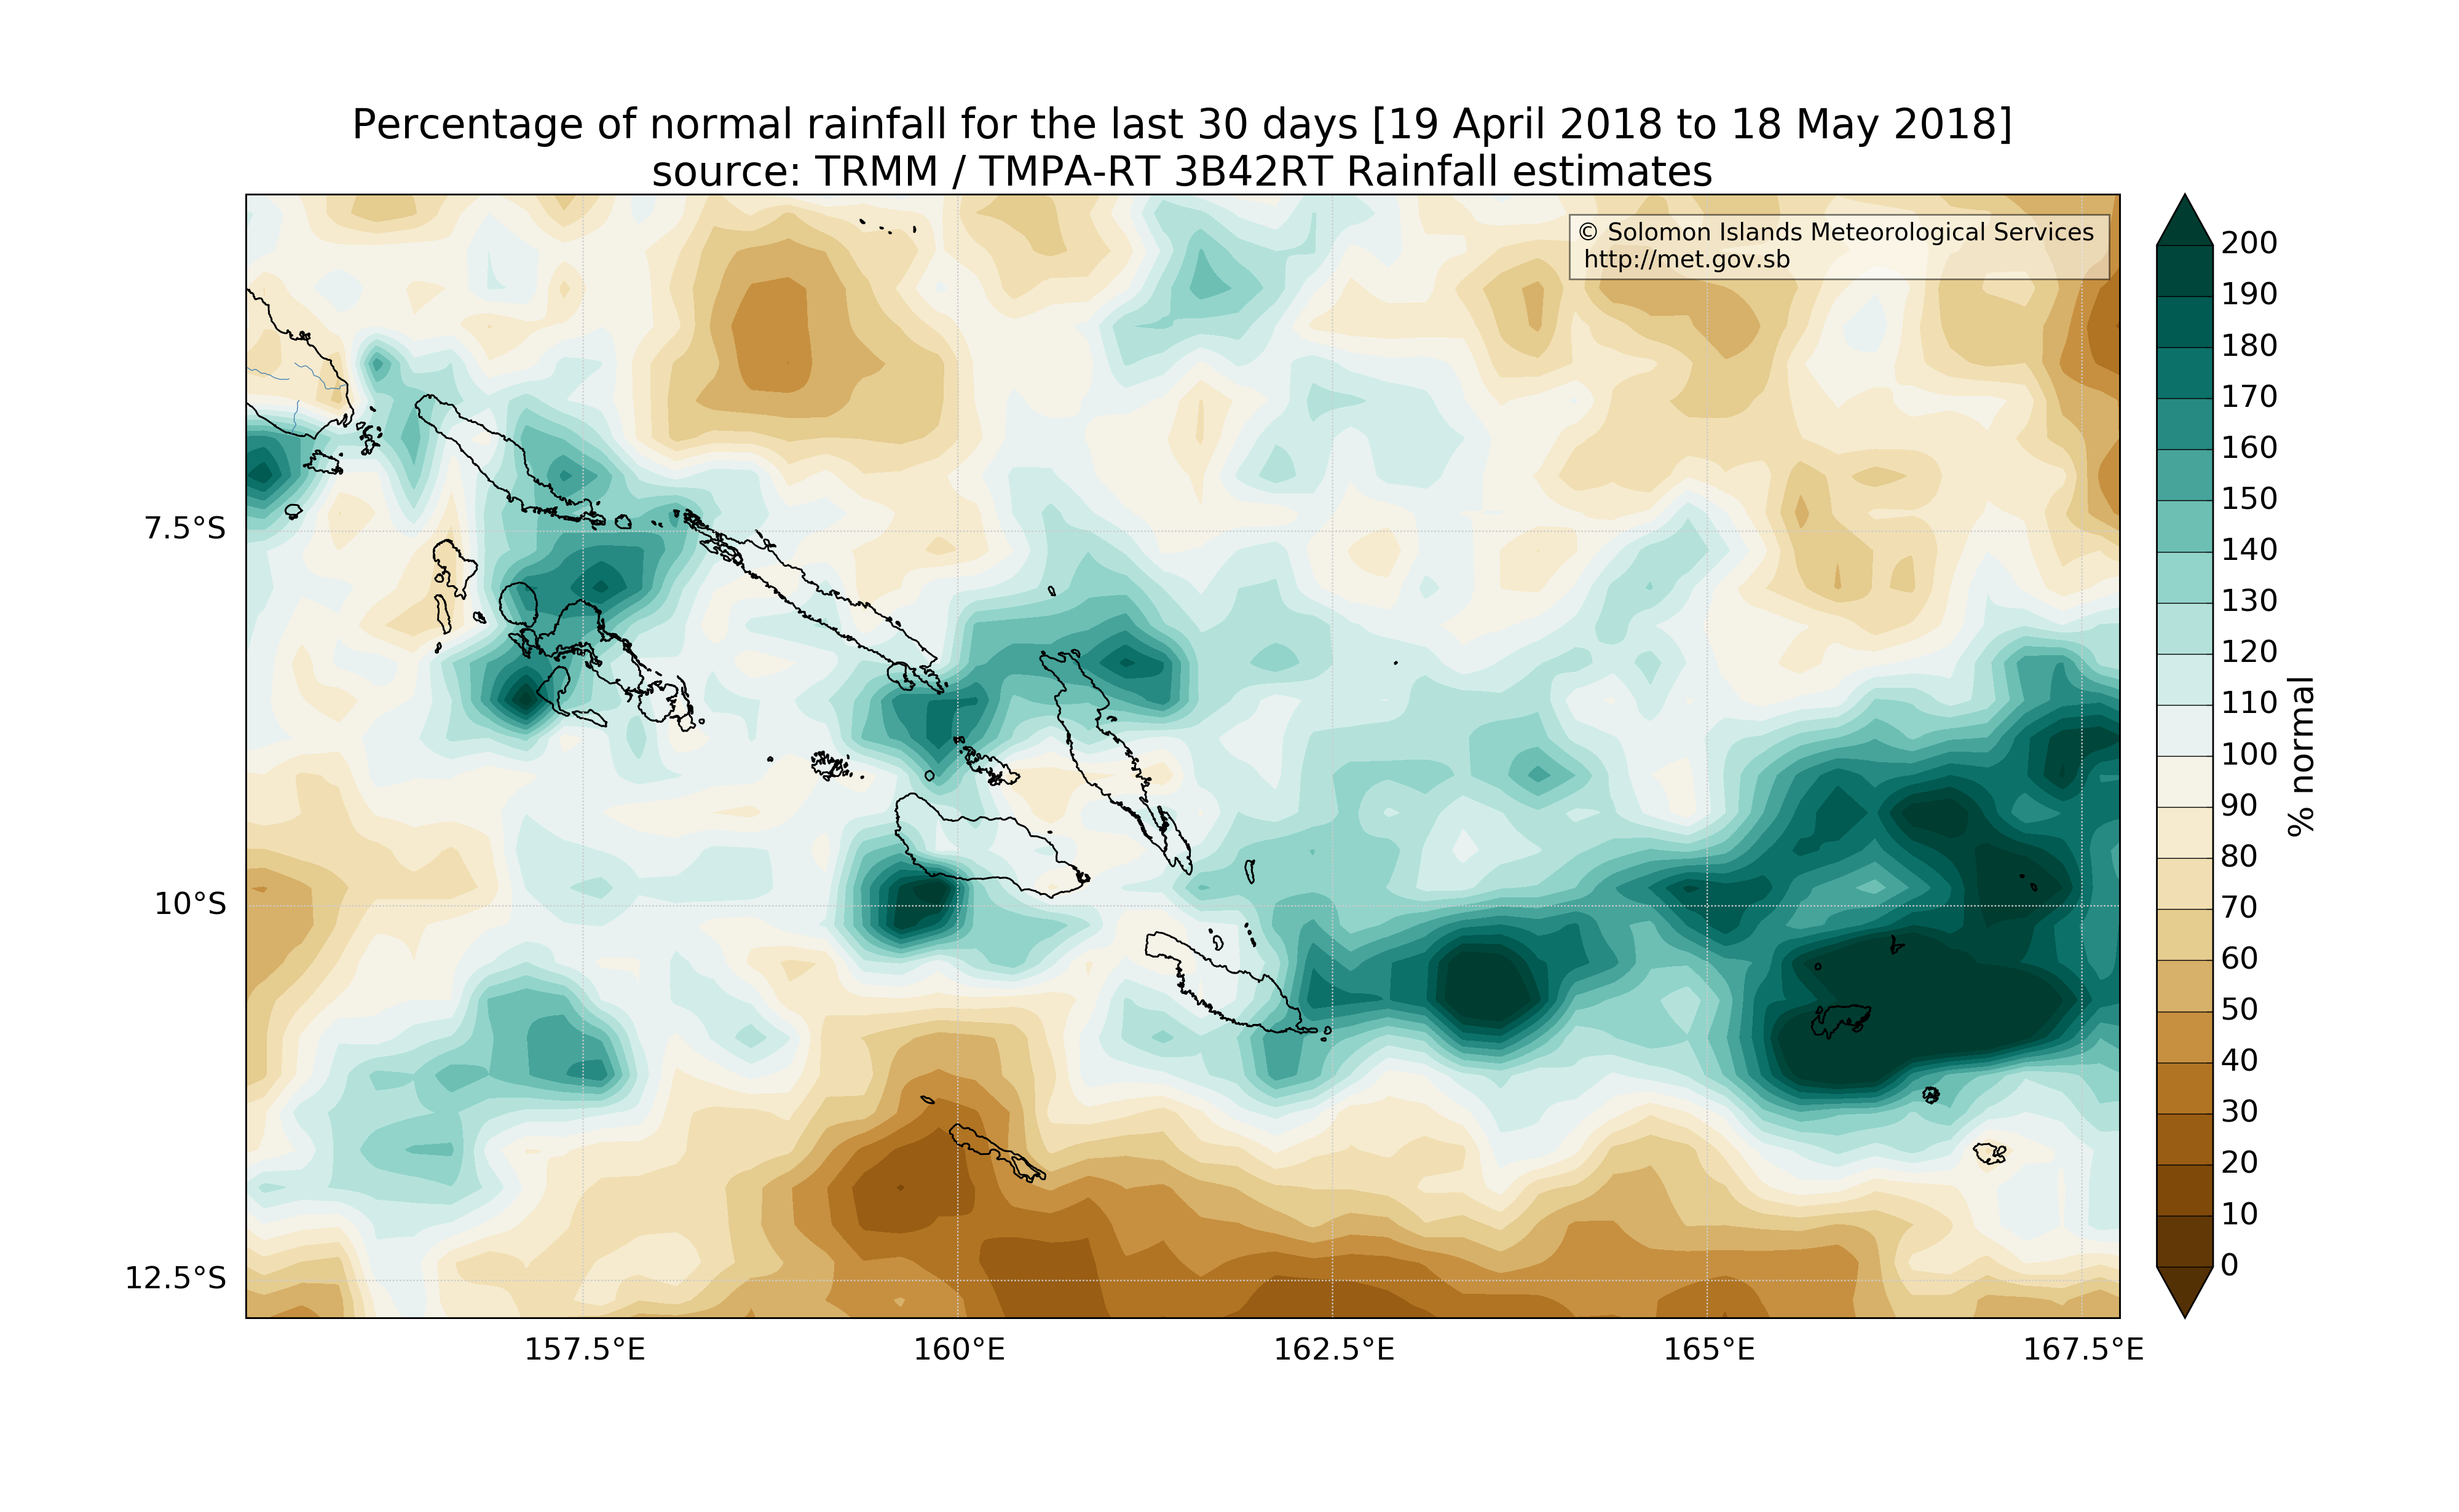 Percentage of normal rainfall for the last 30 days [19 April 2018 to 18 May 2018]
source: TRMM / TMPA-RT 3B42RT Rainfall estimates
© Solomon Islands Meteorological Services
http://met.gov.sb
7.5°S
10°S
12.5°S
157.5°E
160°E
162.5°E
165°E
167.5°E
200
190
180
170
160
150
140
130
120
110
100
90
80
70
60
50
40
30
20
10
0
% normal